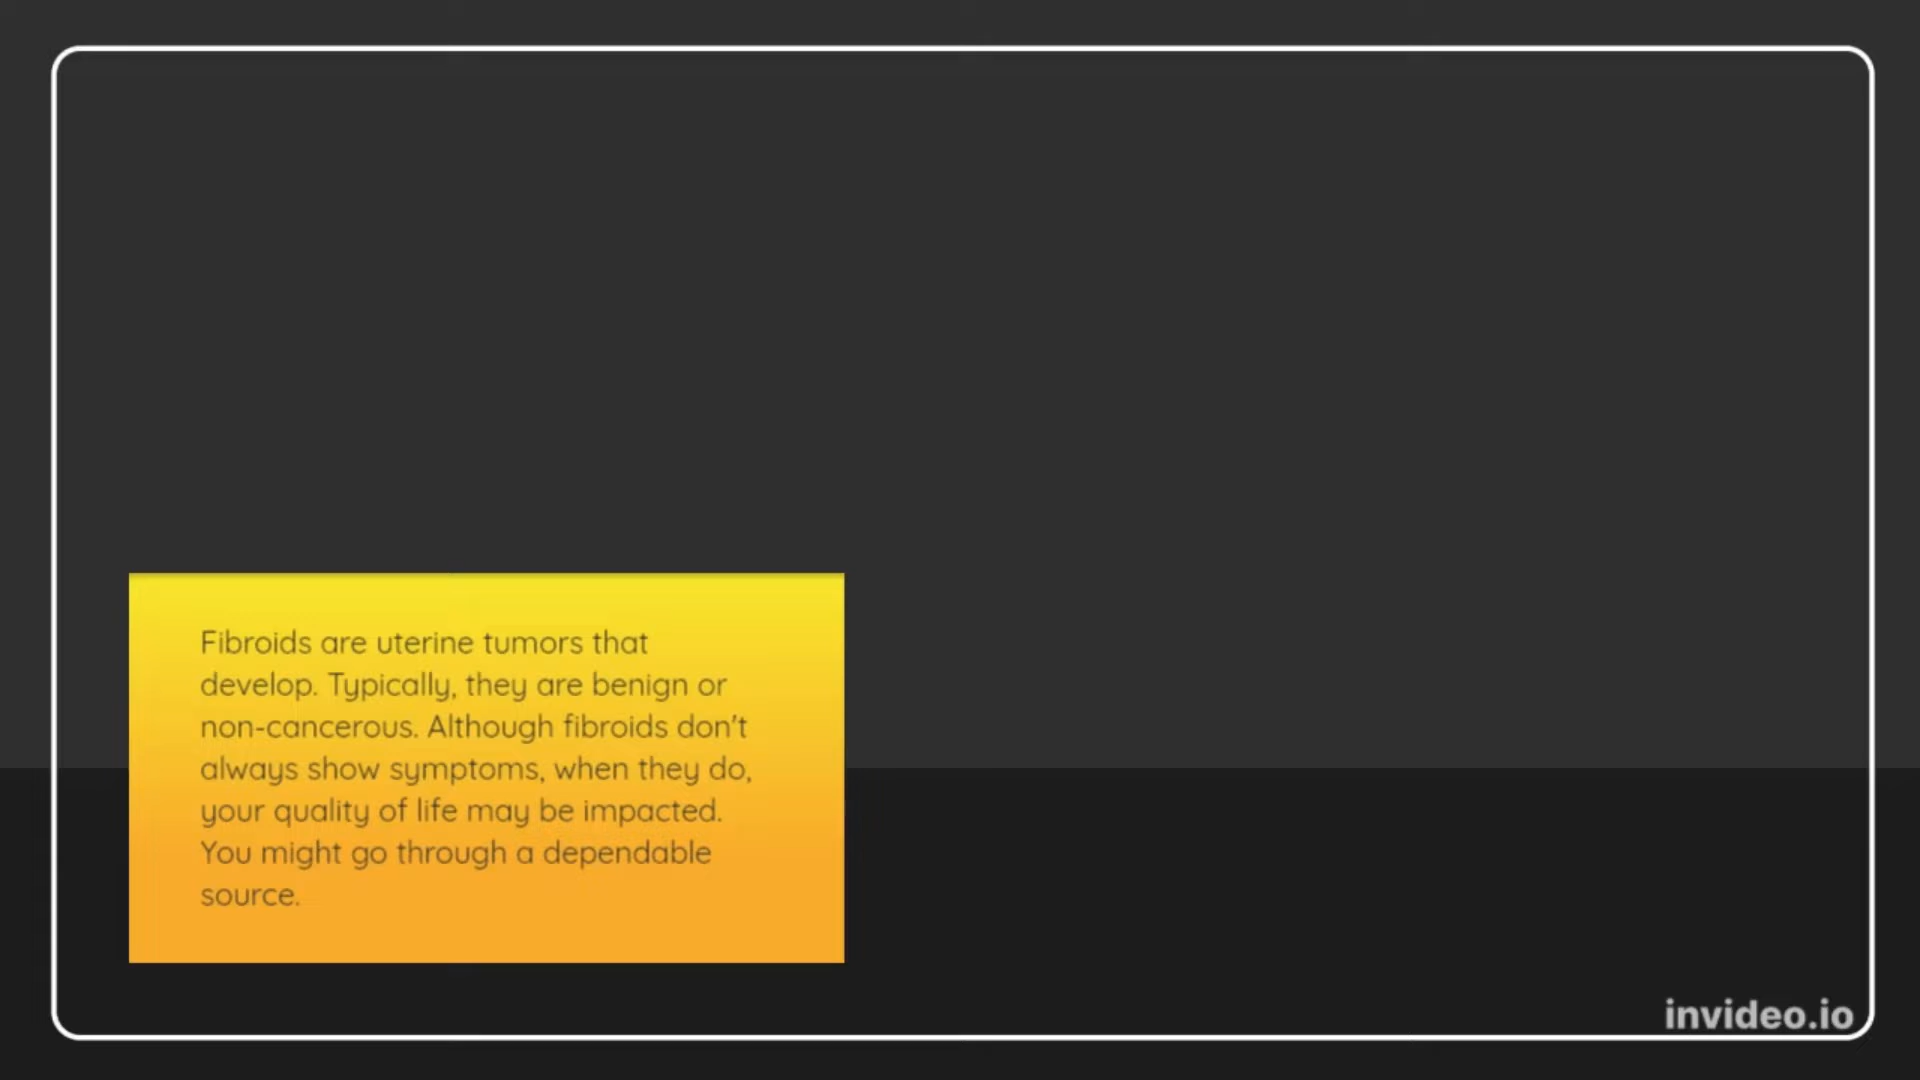 Fibroids are uterine tumors that
develop. Typically, they are benign or
non-cancerous. Although fibroids don't
always show symptoms, when they do,
your quality of life may be impacted.
You might go through a dependable
source.
invideo.io